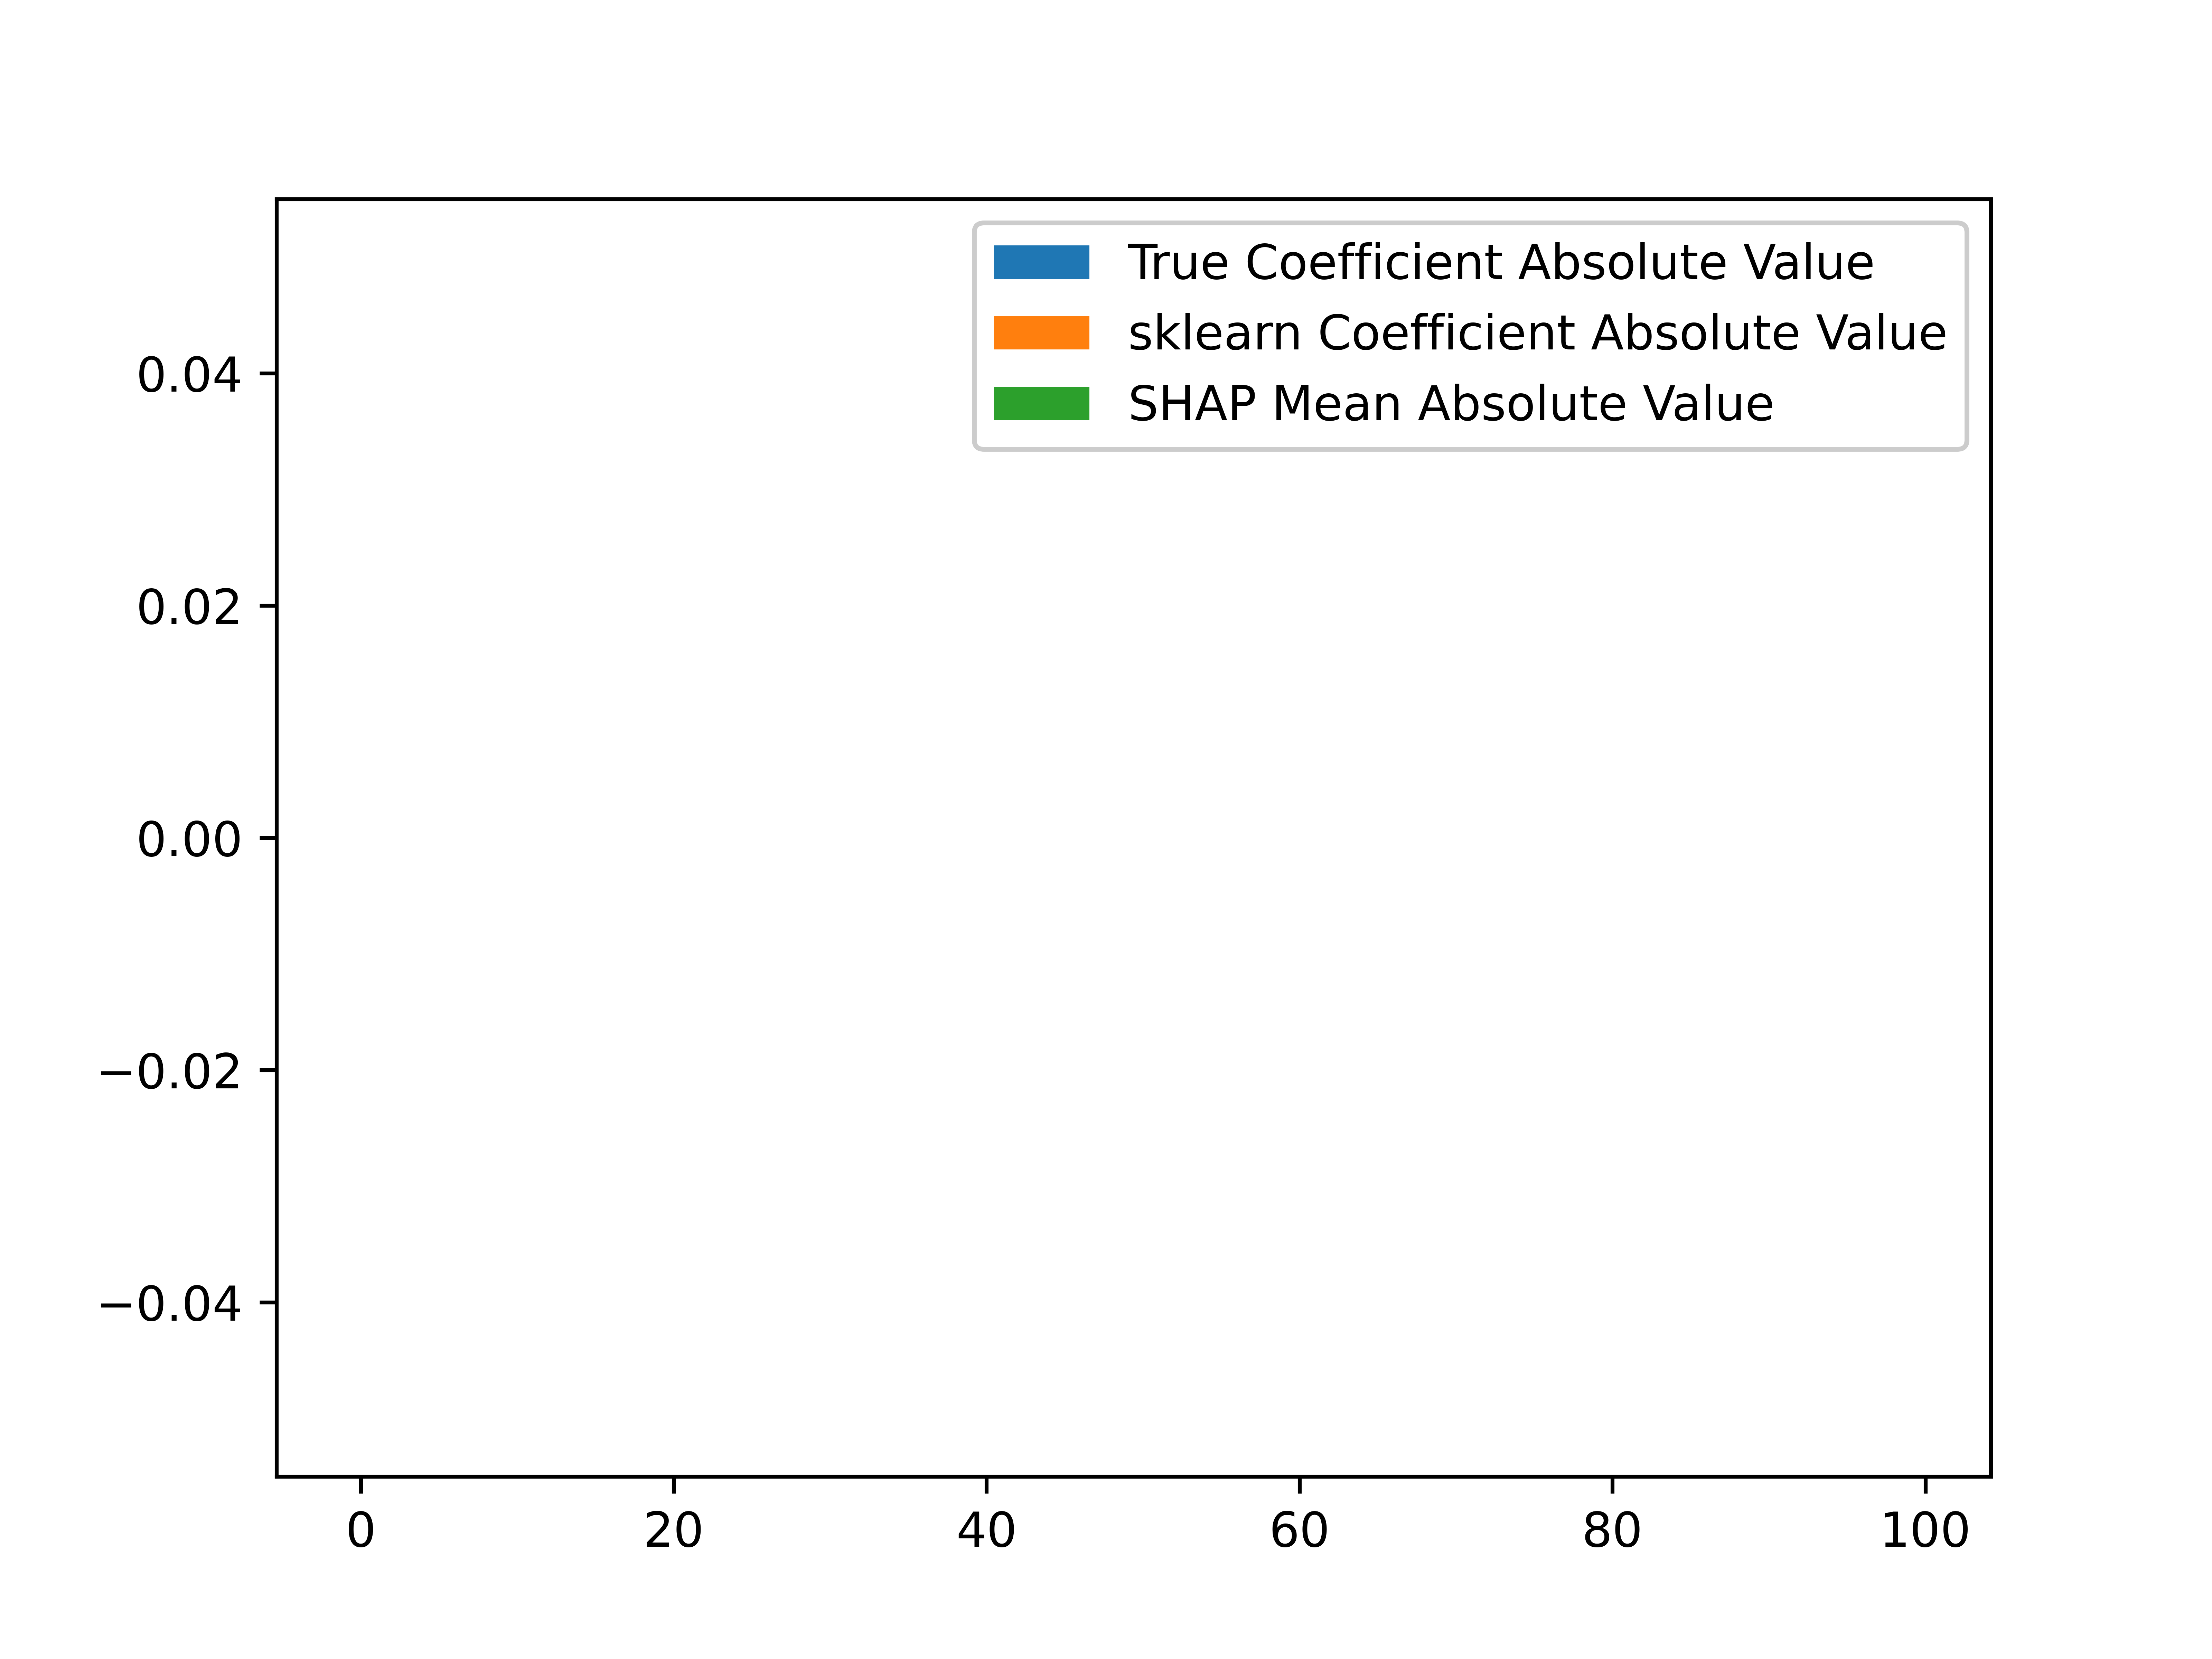 True Coefficient Absolute Value
sklearn Coefficient Absolute Value
SHAP Mean Absolute Value
0.04
0.02
0.00
−0.02
−0.04
0 20 40 60 80 100